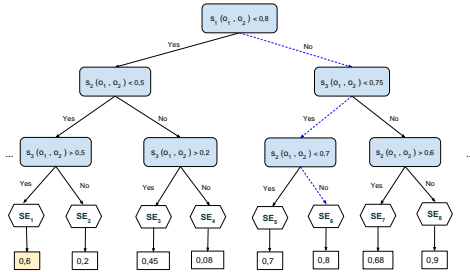 S1 (O1 , O2 ) < 0,8
Yes
No
S2 (O1 , O2 ) < 0,5
S3 (O1 , O2 ) < 0,75
Yes
No
Yes
No
...
S3 (O1 , O2 ) > 0,5
S3 (O1 , O2 ) > 0,2
S2 (O1 , O2 ) < 0,7
S2 (O1 , O2 ) > 0,6
...
Yes
No
Yes
No
Yes
No
Yes
No
SE1
SE2
SE3
SE4
SE5
SE6
SE7
SE8
0,6
0,2
0,45
0,08
0,7
0,8
0,68
0,9